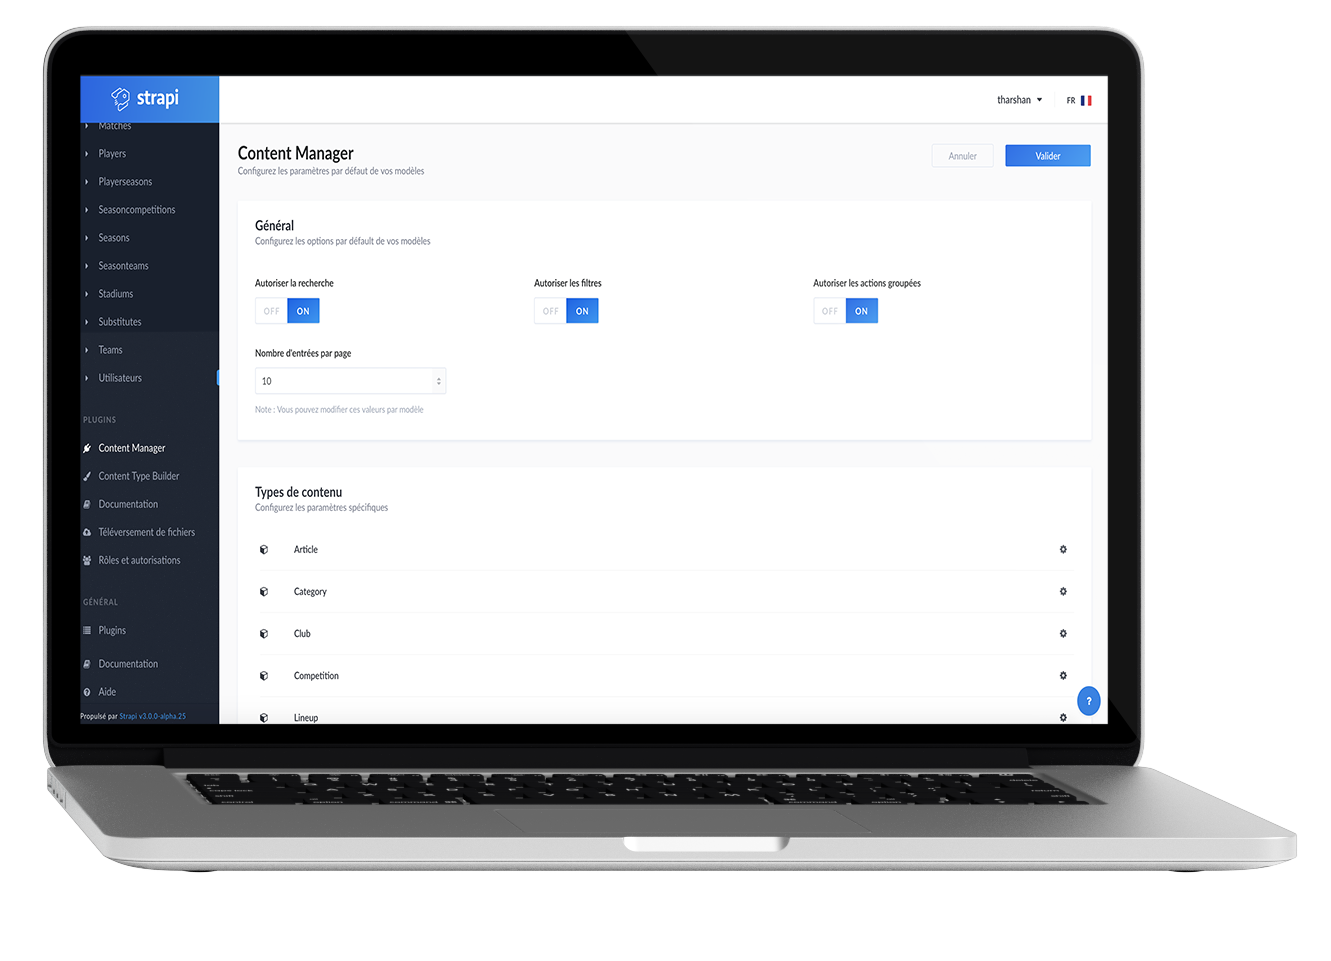 strapi
tharshan
FR
Matches
Players
Playerseasons
Seasoncompetitions
Seasons
Seasonteams
Stadiums
Substitutes
Teams
Utilisateurs
PLUGINS
Content Manager
Content Type Builder
Documentation
Téléversement de fichiers
Rôles et autorisations
GÉNÉRAL
Plugins
Documentation
Aide
Propulsé par Strapi v3.0.0-alpha.25
Content Manager
Configurez les paramètres par défaut de vos modèles
Annuler
Valider
Général
Configurez les options par défault de vos modèles
Autoriser la recherche
OFF ON
Autoriser les filtres
OFF ON
Autoriser les actions groupées
OFF ON
Nombre d'entrées par page
10
Note : Vous pouvez modifier ces valeurs par modèle
Types de contenu
Configurez les paramètres spécifiques
Article
Category
Club
Competition
Lineup
?